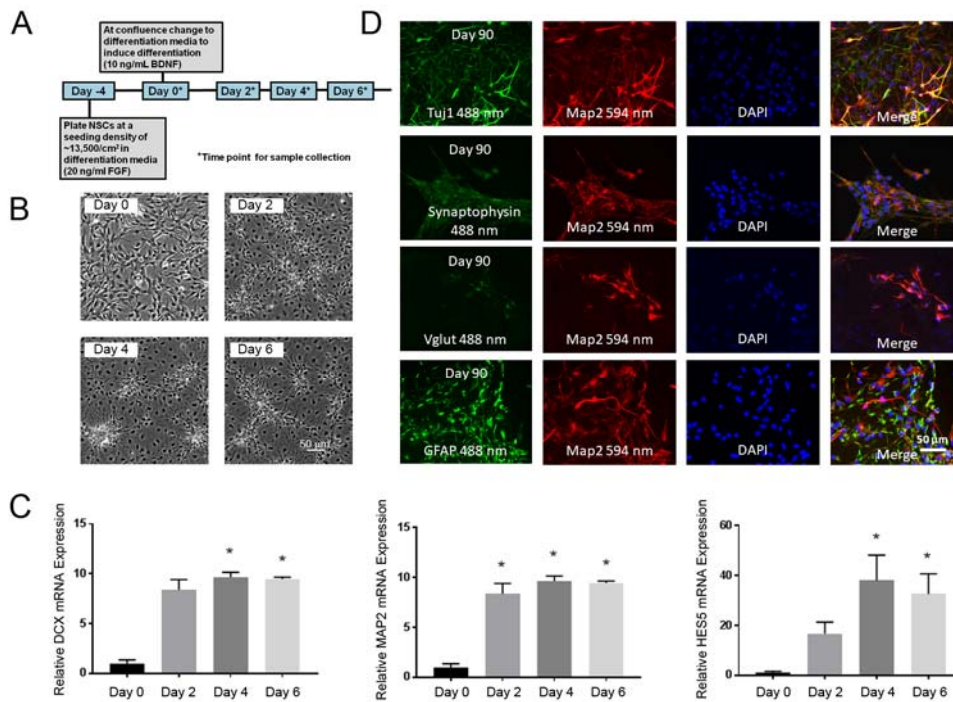 A
At confluence change to
differentiation media to
induce differentiation
(10 ng/mL BDNF)
Day -4
Day 0*
Day 2*
Day 4*
Day 6*
Plate NSCs at a
seeding density of
~13,500/cm² in
differentiation media
(20 ng/ml FGF)
*Time point for sample collection
B
Day 0
Day 2
Day 4
Day 6
50 μm
D
Day 90
Tuj1 488 nm
Map2 594 nm
DAPI
Merge
Day 90
Synaptophysin
488 nm
Map2 594 nm
DAPI
Merge
Day 90
Vglut 488 nm
Map2 594 nm
DAPI
Merge
Day 90
GFAP 488 nm
Map2 594 nm
DAPI
50 μm
Merge
C
Relative DCX mRNA Expression
15
10
5
0
* *
Day 0 Day 2 Day 4 Day 6
Relative MAP2 mRNA Expression
15
10
5
0
* * *
Day 0 Day 2 Day 4 Day 6
Relative HES5 mRNA Expression
60
40
20
0
* *
Day 0 Day 2 Day 4 Day 6